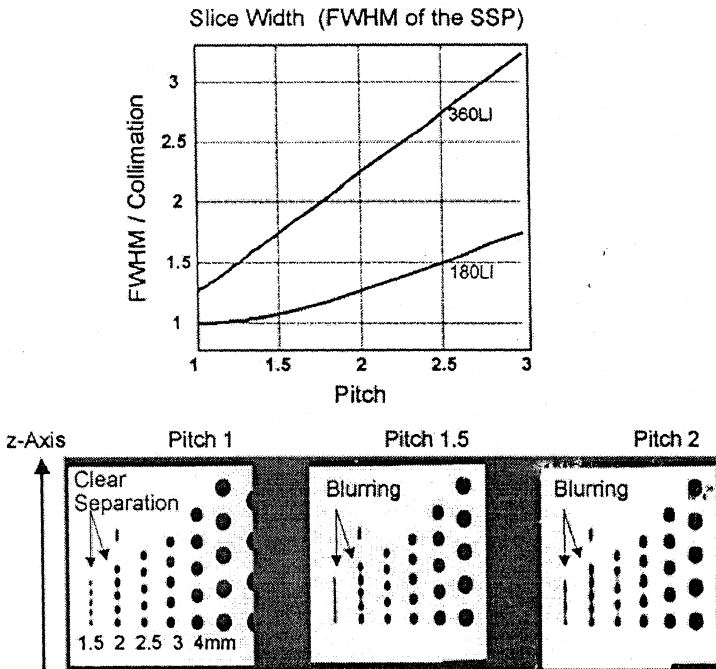 Slice Width (FWHM of the SSP)
FWHM / Collimation
3
2.5
2
1.5
1
360LI
180LI
1
1.5
2
2.5
3
Pitch
z-Axis
Pitch 1
Pitch 1.5
Pitch 2
Clear
Separation
Blurring
Blurring
1.5 2 2.5 3 4mm